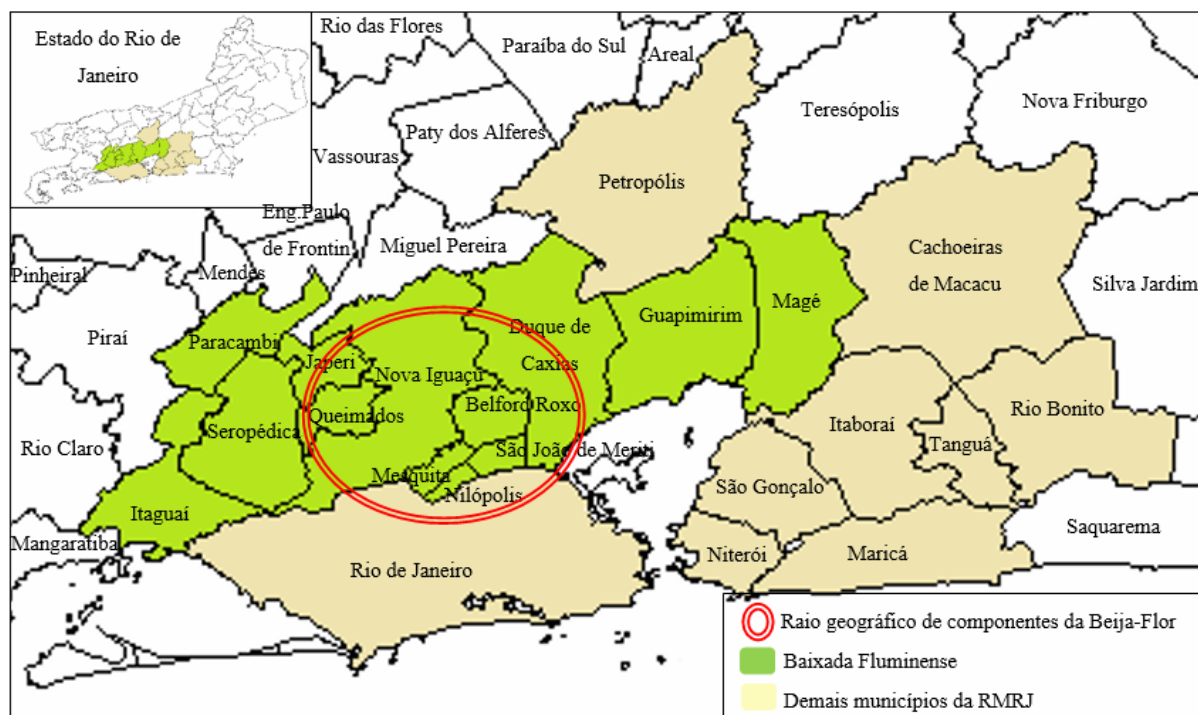 Estado do Rio de
Janeiro
Rio das Flores
Paraíba do Sul
Areal
Teresópolis
Nova Friburgo
Paty dos Alferes
Vassouras
Petropólis
Eng.Paulo
de Frontin
Miguel Pereira
Mendes
Pinheiral
Cachoeiras
de Macacu
Silva Jardim
Piraí
Paracambi
Japeri
Nova Iguaçu
Duque de
Caxias
Guapimirim
Magé
Queimados
Belford Roxo
Seropédica
Rio Claro
São João de Meriti
Mesquita
Nilópolis
Itaguaí
Mangaratiba
Rio de Janeiro
Itaboraí
Tanguá
Rio Bonito
São Gonçalo
Niterói
Maricá
Saquarema
Raio geográfico de componentes da Beija-Flor
Baixada Fluminense
Demais municípios da RMRJ